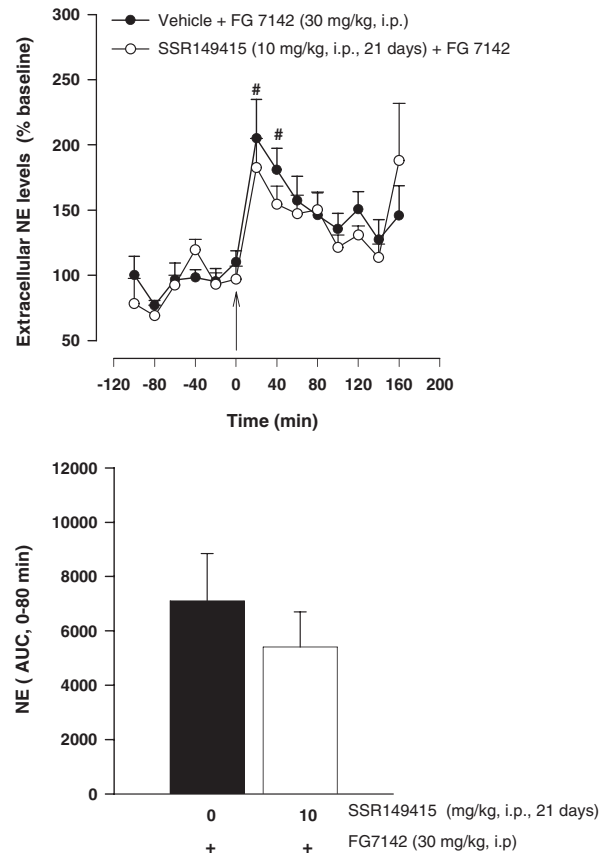 Vehicle + FG 7142 (30 mg/kg, i.p.)
SSR149415 (10 mg/kg, i.p., 21 days) + FG 7142
Extracellular NE levels (% baseline)
300
250
200
150
100
50
#
#
-120 -80 -40 0 40 80 120 160 200
Time (min)
NE ( AUC, 0-80 min)
12000
10000
8000
6000
4000
2000
0
0 10 SSR149415 (mg/kg, i.p., 21 days)
+ + FG7142 (30 mg/kg, i.p)